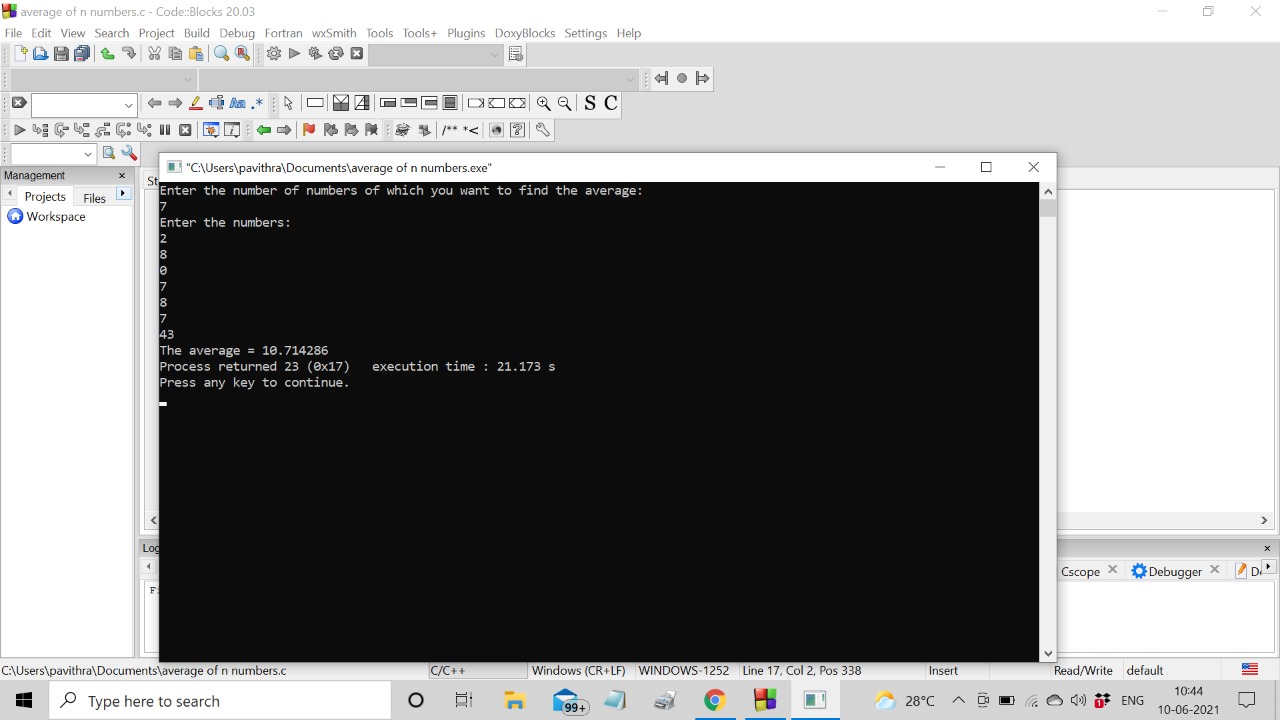 average of n numbers.c - Code::Blocks 20.03
File Edit View Search Project Build Debug Fortran wxSmith Tools Tools+ Plugins DoxyBlocks Settings Help
S C
/** *<
Management
Projects Files
Workspace
"C:\Users\pavithra\Documents\average of n numbers.exe"
Enter the number of numbers of which you want to find the average:
7
Enter the numbers:
2
8
0
7
8
7
43
The average = 10.714286
Process returned 23 (0x17) execution time : 21.173 s
Press any key to continue.
Cscope Debugger
C:\Users\pavithra\Documents\average of n numbers.c C/C++ Windows (CR+LF) WINDOWS-1252 Line 17, Col 2, Pos 338 Insert Read/Write default
Type here to search 99+ 28°C ENG 10:44
10-06-2021